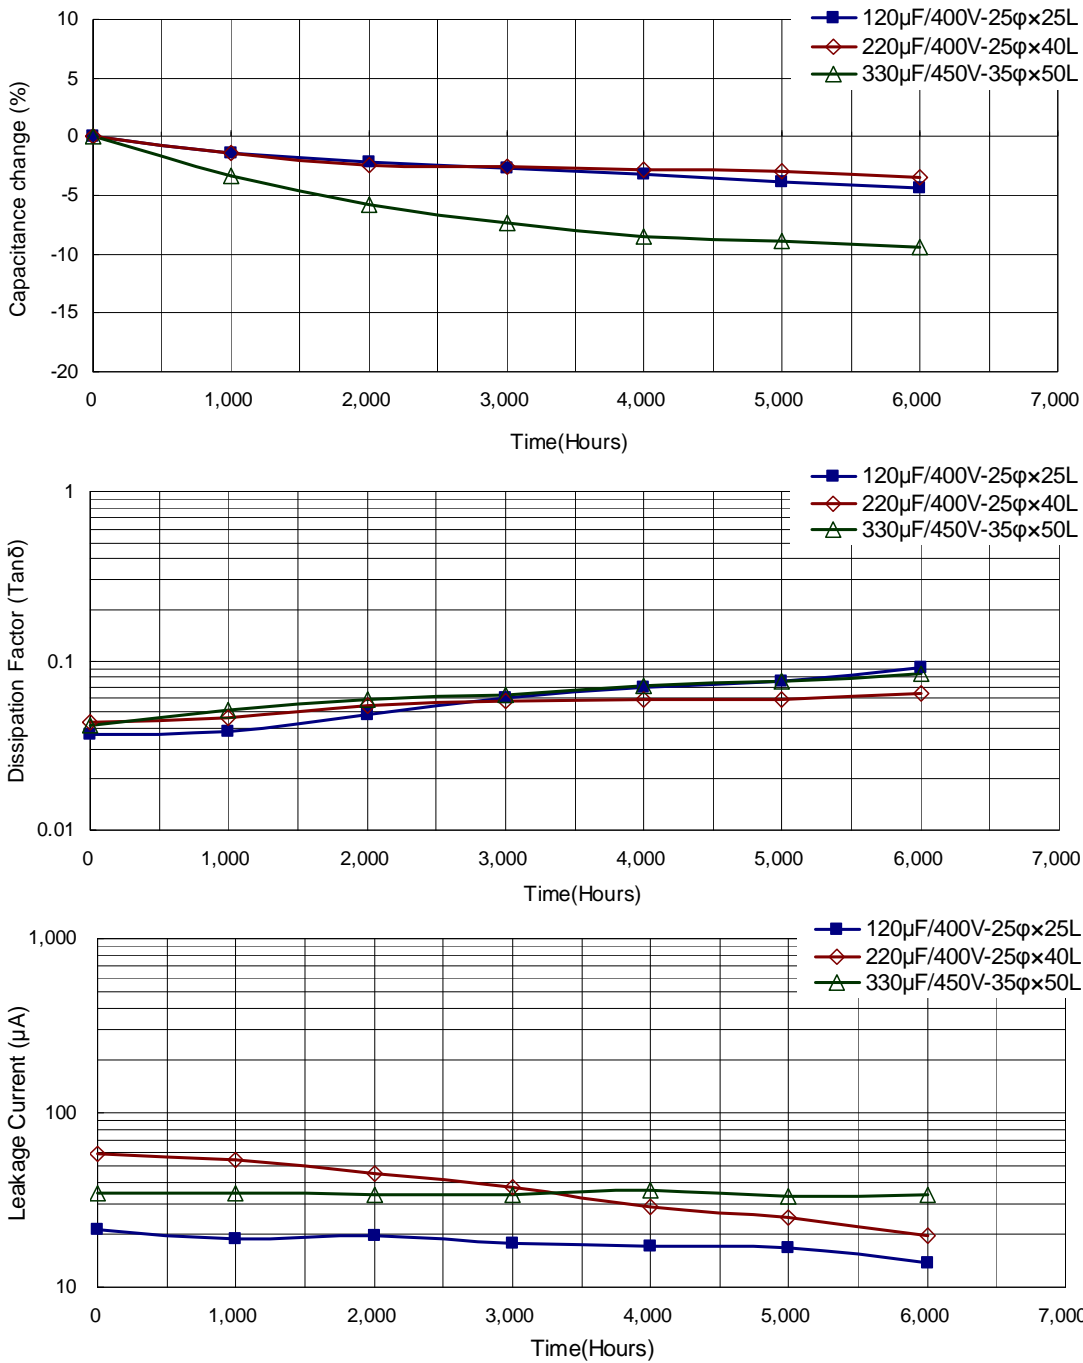 120μF/400V-25φ×25L
220μF/400V-25φ×40L
330μF/450V-35φ×50L
Capacitance change (%)
10
5
0
-5
-10
-15
-20
0 1,000 2,000 3,000 4,000 5,000 6,000 7,000
Time(Hours)
120μF/400V-25φ×25L
220μF/400V-25φ×40L
330μF/450V-35φ×50L
Dissipation Factor (Tanδ)
1
0.1
0.01
0 1,000 2,000 3,000 4,000 5,000 6,000 7,000
Time(Hours)
120μF/400V-25φ×25L
220μF/400V-25φ×40L
330μF/450V-35φ×50L
Leakage Current (μA)
1,000
100
10
0 1,000 2,000 3,000 4,000 5,000 6,000 7,000
Time(Hours)